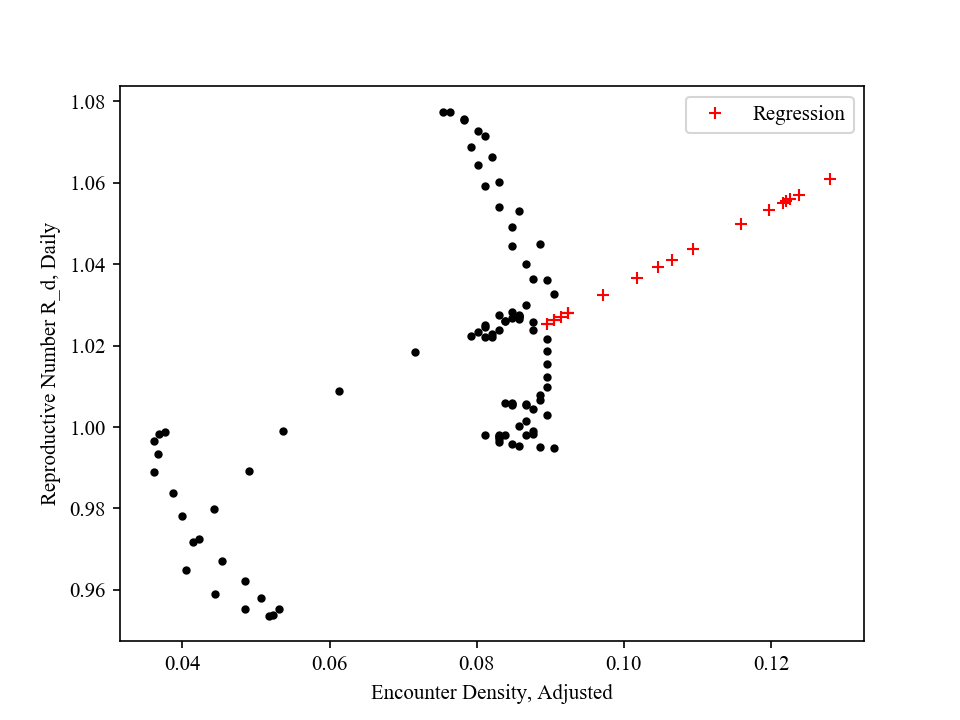 Regression
Reproductive Number R_d, Daily
1.08
1.06
1.04
1.02
1.00
0.98
0.96
0.04 0.06 0.08 0.10 0.12
Encounter Density, Adjusted